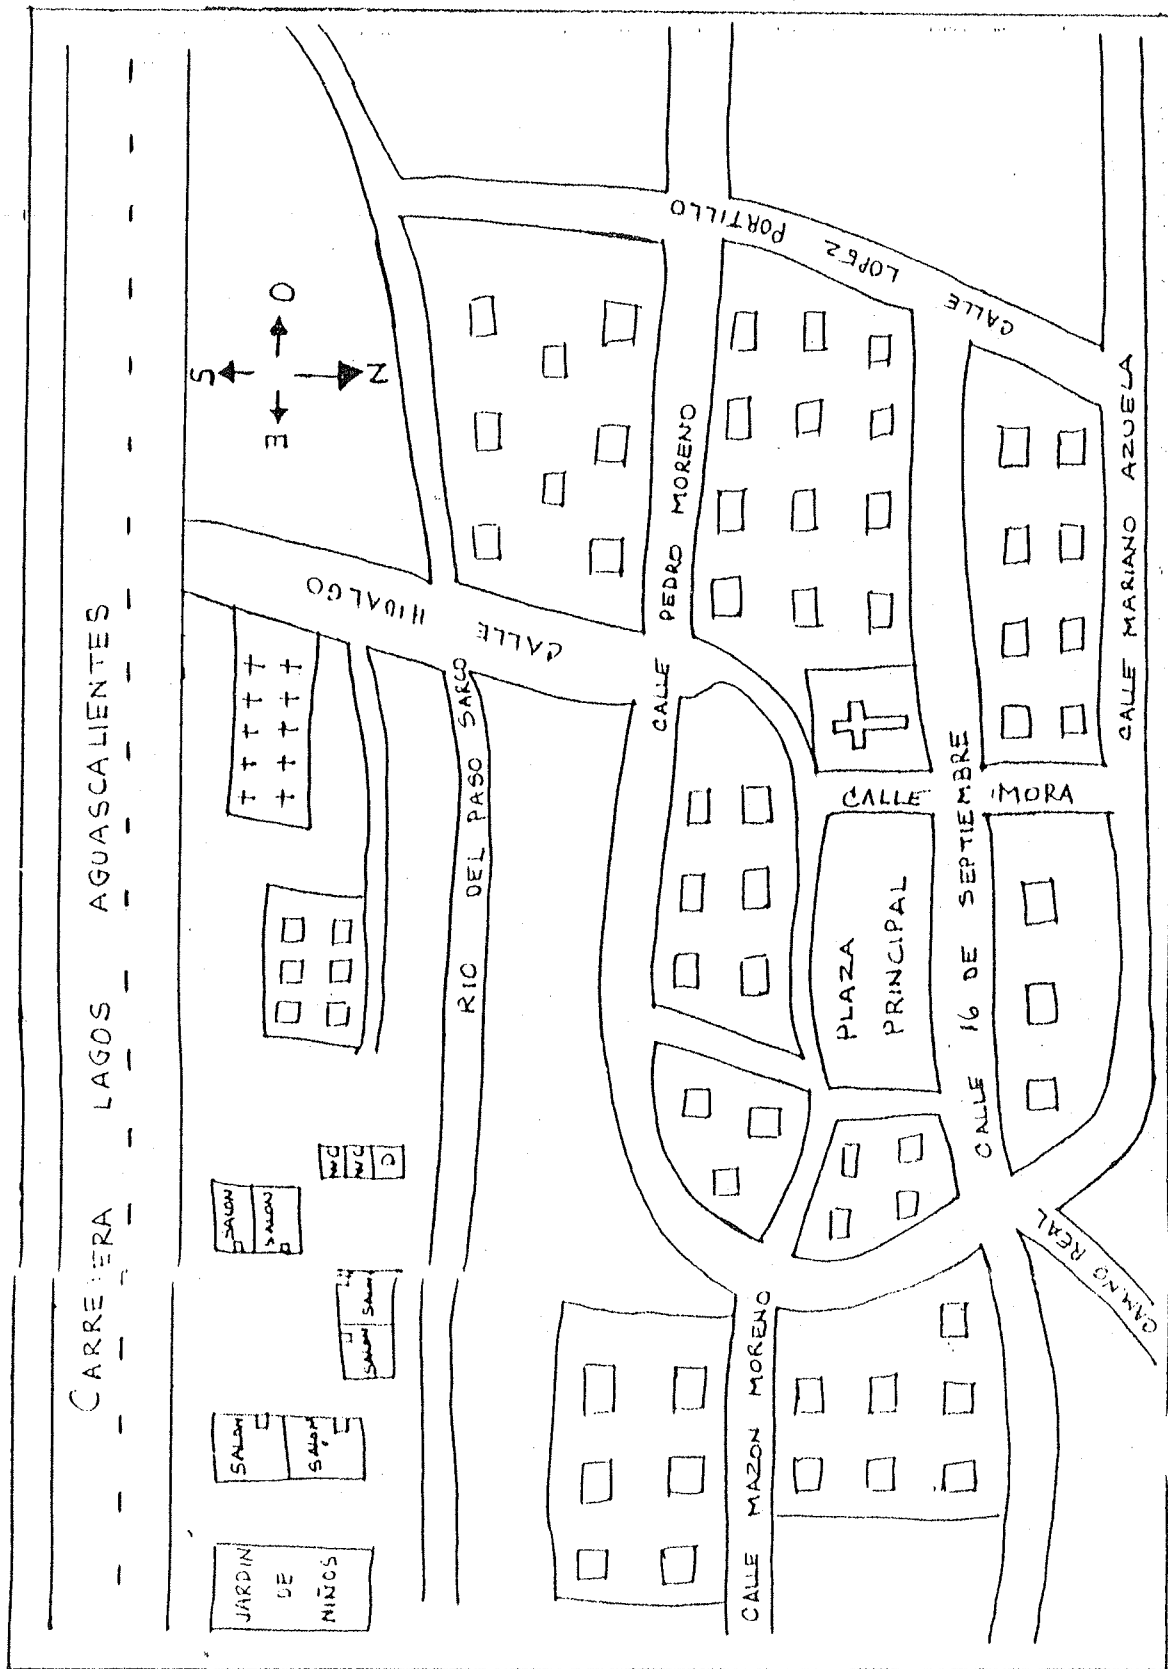 CARRETERA LAGOS AGUASCALIENTES
S
E
O
N
CALLE HIDALGO
RIO DEL PASO SARCO
CALLE PEDRO MORENO
CALLE LOPEZ PORTILLO
CALLE MARIANO AZUELA
CALLE MORA
PLAZA
PRINCIPAL
CALLE 16 DE SEPTIEMBRE
CAMINO REAL
CALLE MAZON MORENO
SALON
SALON
WC
WC
D
SALON
SALON
SALON
SALON
JARDIN
DE
NIÑOS